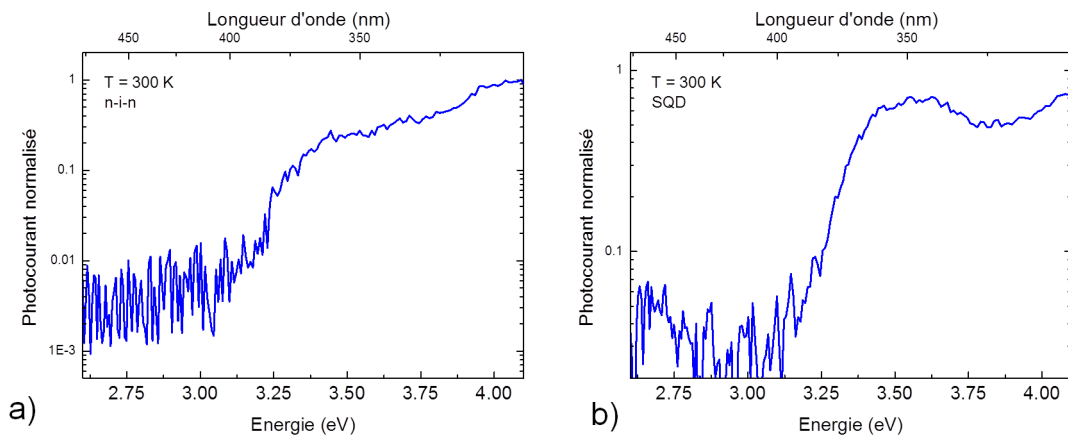 Longueur d'onde (nm)
450 400 350
T = 300 K
n-i-n
Photocourant normalisé
1
0.1
0.01
1E-3
2.75 3.00 3.25 3.50 3.75 4.00
Energie (eV)
a)
Longueur d'onde (nm)
450 400 350
T = 300 K
SQD
Photocourant normalisé
1
0.1
2.75 3.00 3.25 3.50 3.75 4.00
Energie (eV)
b)